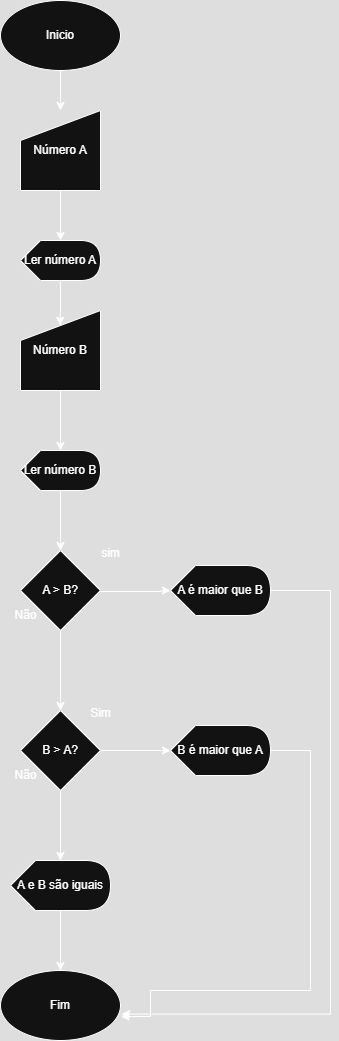 Inicio
Número A
Ler número A
Número B
Ler número B
sim
A > B?
A é maior que B
Não
Sim
B > A?
B é maior que A
Não
A e B são iguais
Fim